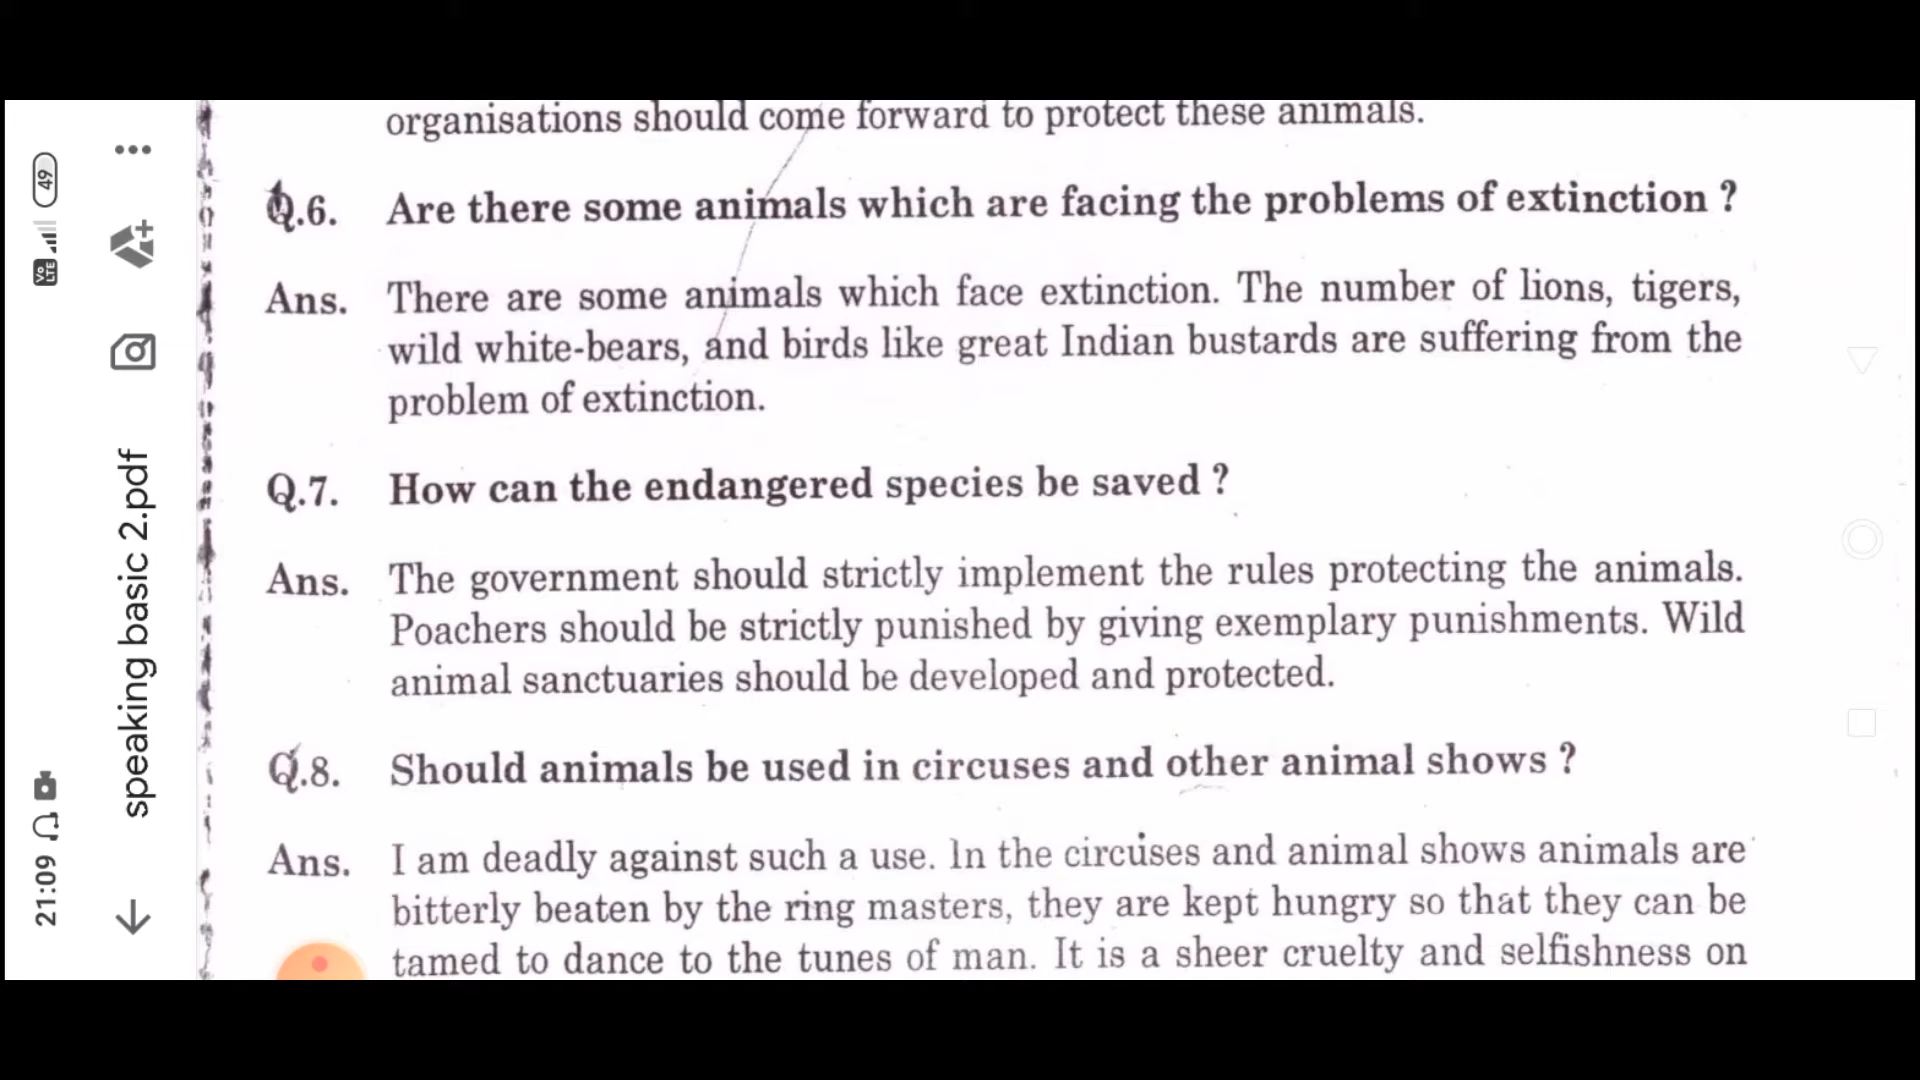 organisations should come forward to protect these animals.
Q.6. Are there some animals which are facing the problems of extinction ?
Ans. There are some animals which face extinction. The number of lions, tigers,
wild white-bears, and birds like great Indian bustards are suffering from the
problem of extinction.
Q.7. How can the endangered species be saved ?
Ans. The government should strictly implement the rules protecting the animals.
Poachers should be strictly punished by giving exemplary punishments. Wild
animal sanctuaries should be developed and protected.
Q.8. Should animals be used in circuses and other animal shows ?
Ans. I am deadly against such a use. In the circuses and animal shows animals are
bitterly beaten by the ring masters, they are kept hungry so that they can be
tamed to dance to the tunes of man. It is a sheer cruelty and selfishness on
speaking basic 2.pdf
21:09
Vo LTE
49